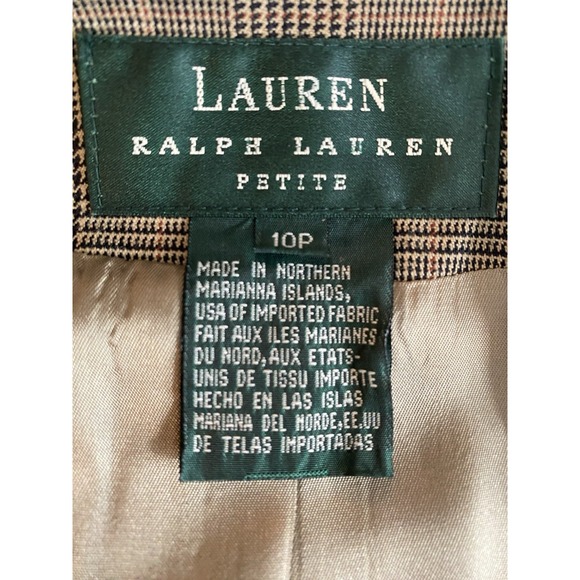 LAUREN
RALPH LAUREN
PETITE
10P
MADE IN NORTHERN
MARIANNA ISLANDS,
USA OF IMPORTED FABRIC
FAIT AUX ILES MARIANES
DU NORD,AUX ETATS-
UNIS DE TISSU IMPORTE
HECHO EN LAS ISLAS
MARIANA DEL NORDE,EE.UU
DE TELAS IMPORTADAS